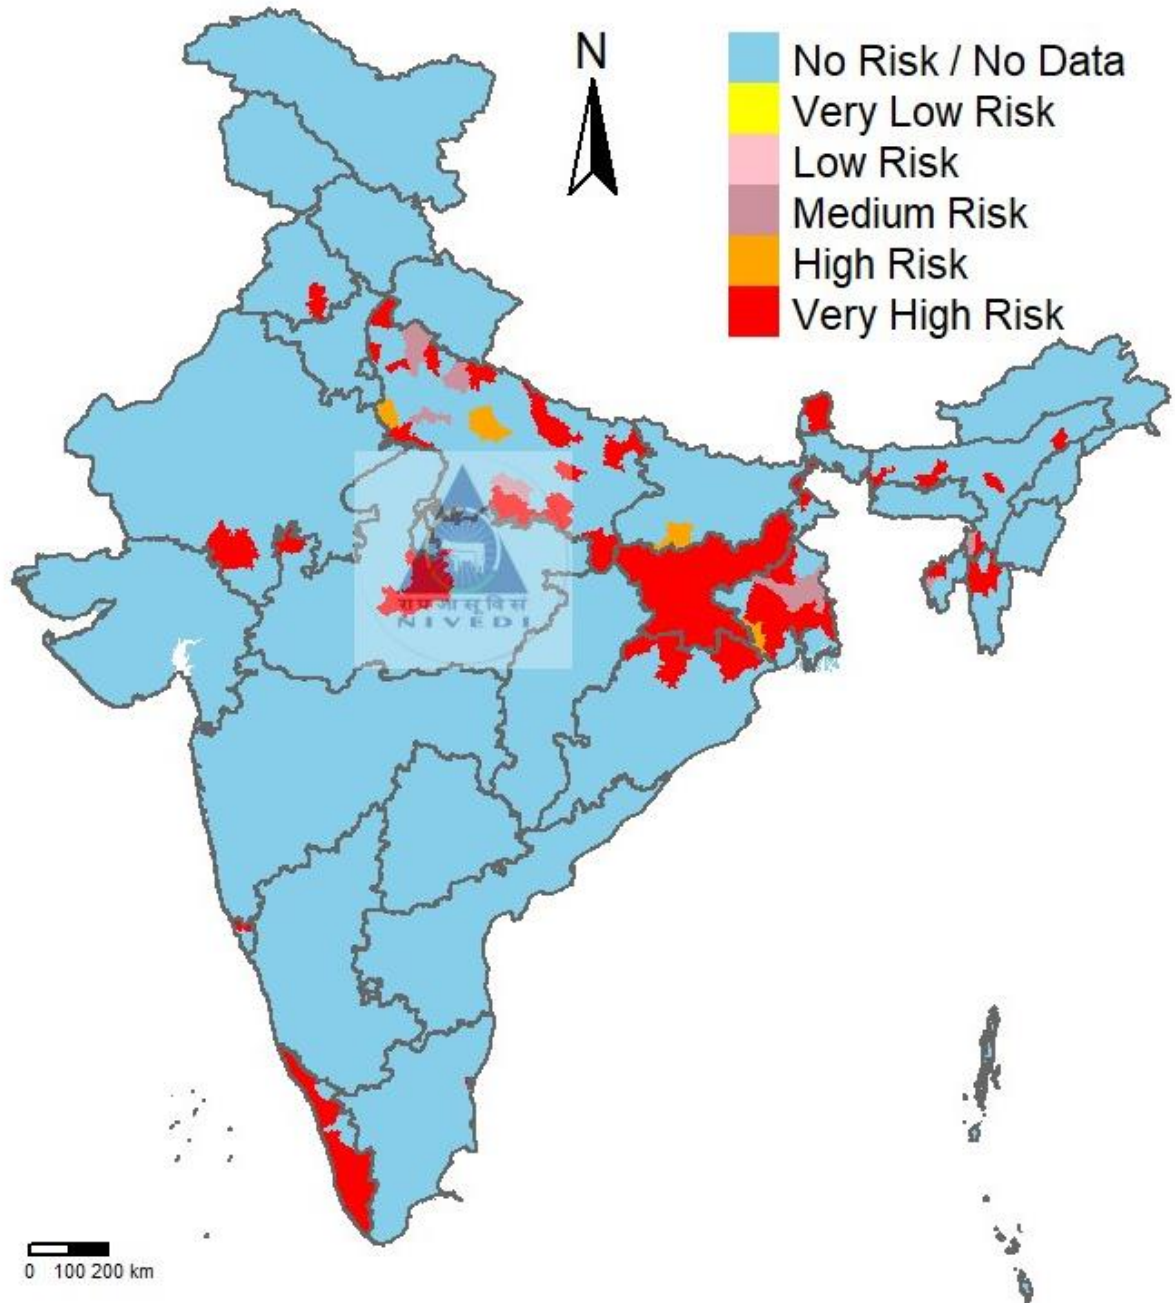 N
No Risk / No Data
Very Low Risk
Low Risk
Medium Risk
High Risk
Very High Risk
राप जी सू वि सं
NIVEDI
0 100 200 km